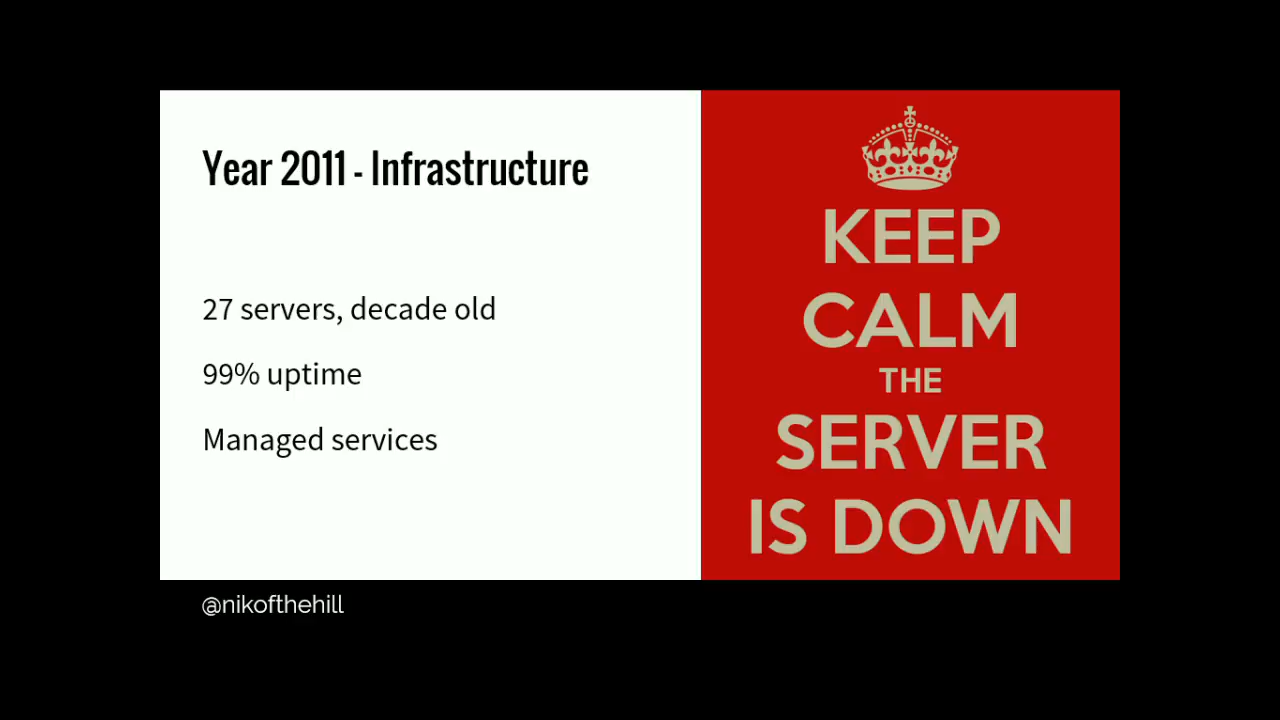 Year 2011 - Infrastructure
27 servers, decade old
99% uptime
Managed services
KEEP
CALM
THE
SERVER
IS DOWN
@nikofthehill